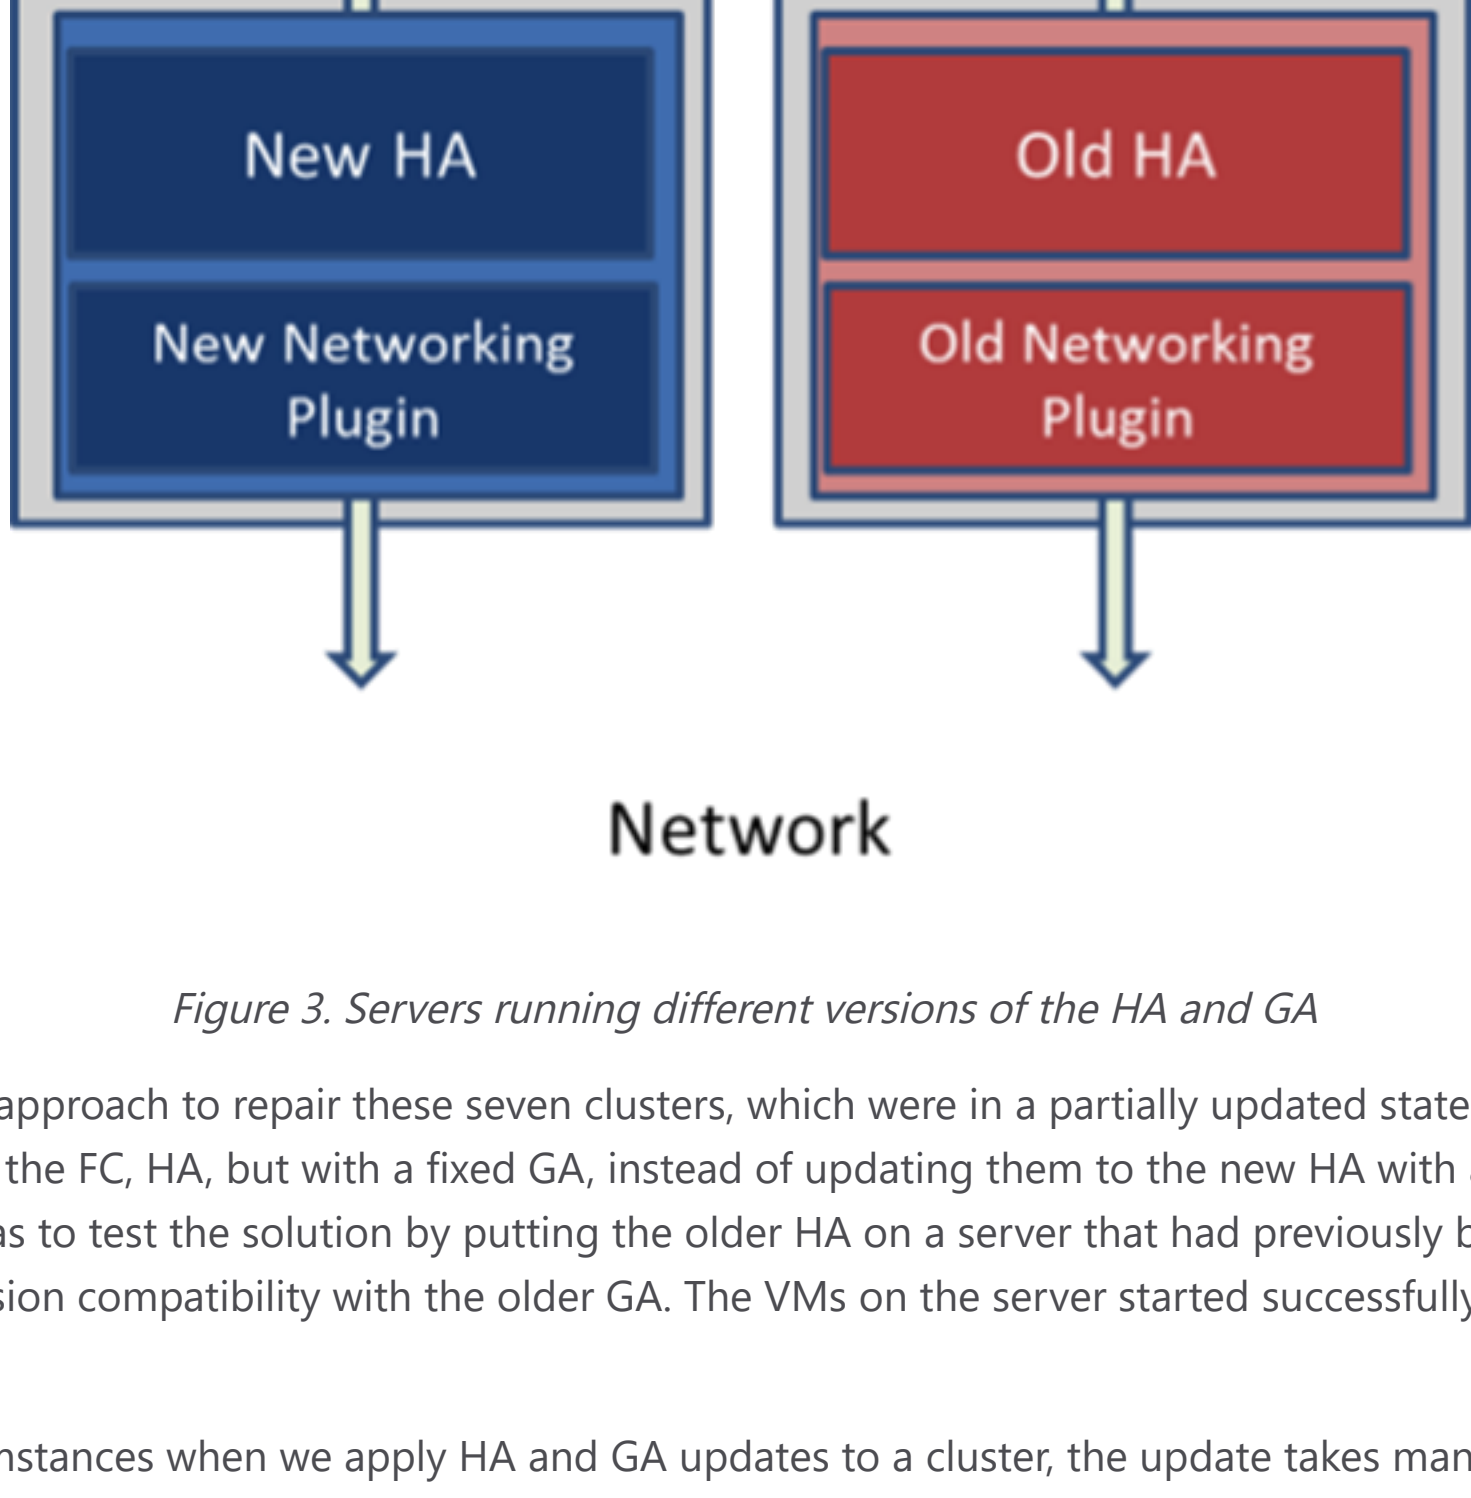 New HA
Old HA
New Networking
Plugin
Old Networking
Plugin
Network
Figure 3. Servers running different versions of the HA and GA
approach to repair these seven clusters, which were in a partially updated state
the FC, HA, but with a fixed GA, instead of updating them to the new HA with
as to test the solution by putting the older HA on a server that had previously
compatibility with the older GA. The VMs on the server started successfully
when we apply HA and GA updates to a cluster, the update takes